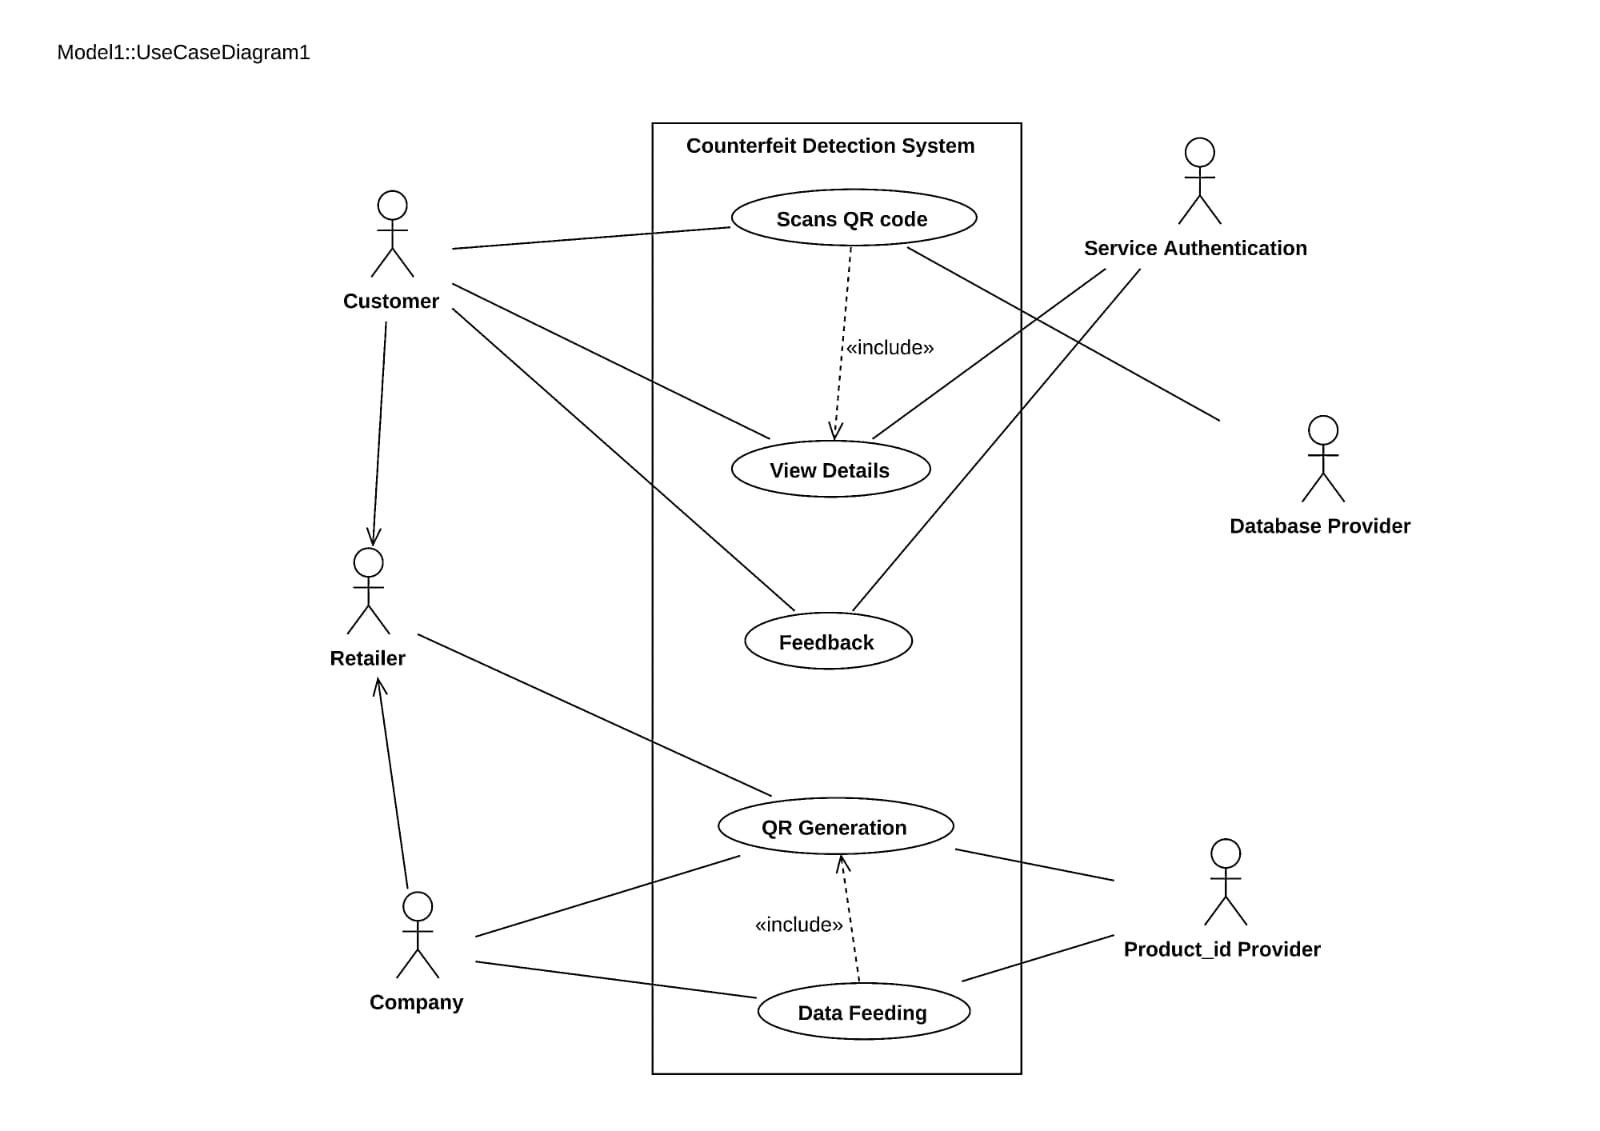 Model1::UseCaseDiagram1
Counterfeit Detection System
Scans QR code
Service Authentication
Customer
«include»
View Details
Database Provider
Feedback
Retailer
QR Generation
«include»
Product_id Provider
Company
Data Feeding